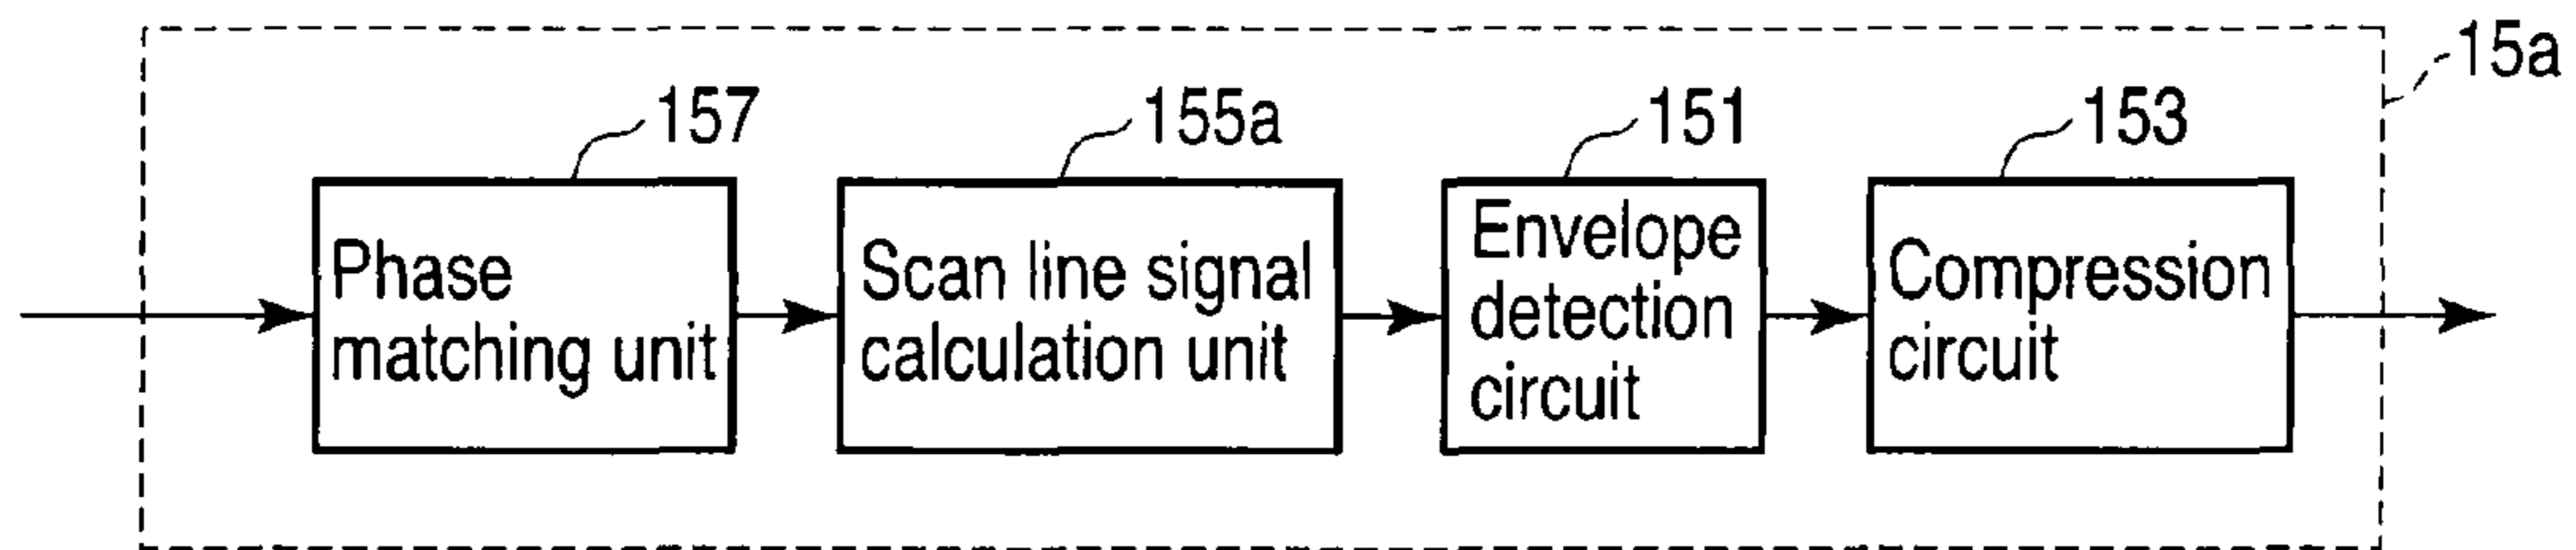 15a
157
155a
151
153
Phase
matching unit
Scan line signal
calculation unit
Envelope
detection
circuit
Compression
circuit